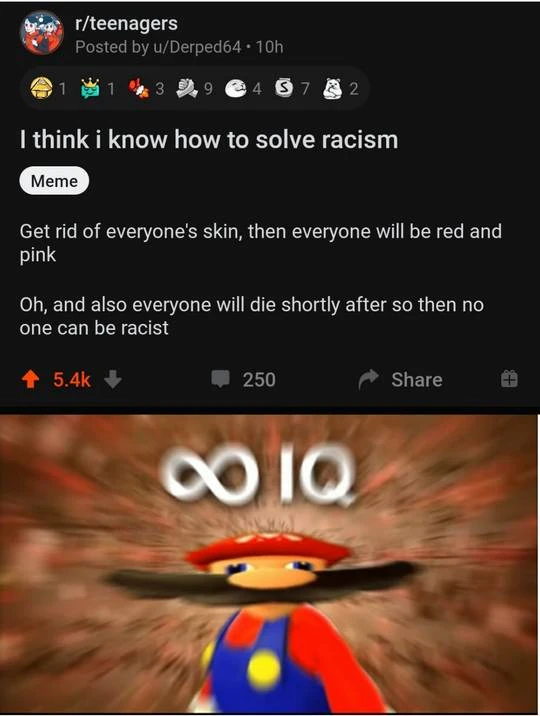 r/teenagers
Posted by u/Derped64 • 10h
1 1 3 9 4 S 7 2
I think i know how to solve racism
Meme
Get rid of everyone's skin, then everyone will be red and
pink
Oh, and also everyone will die shortly after so then no
one can be racist
5.4k 250 Share
∞ IQ